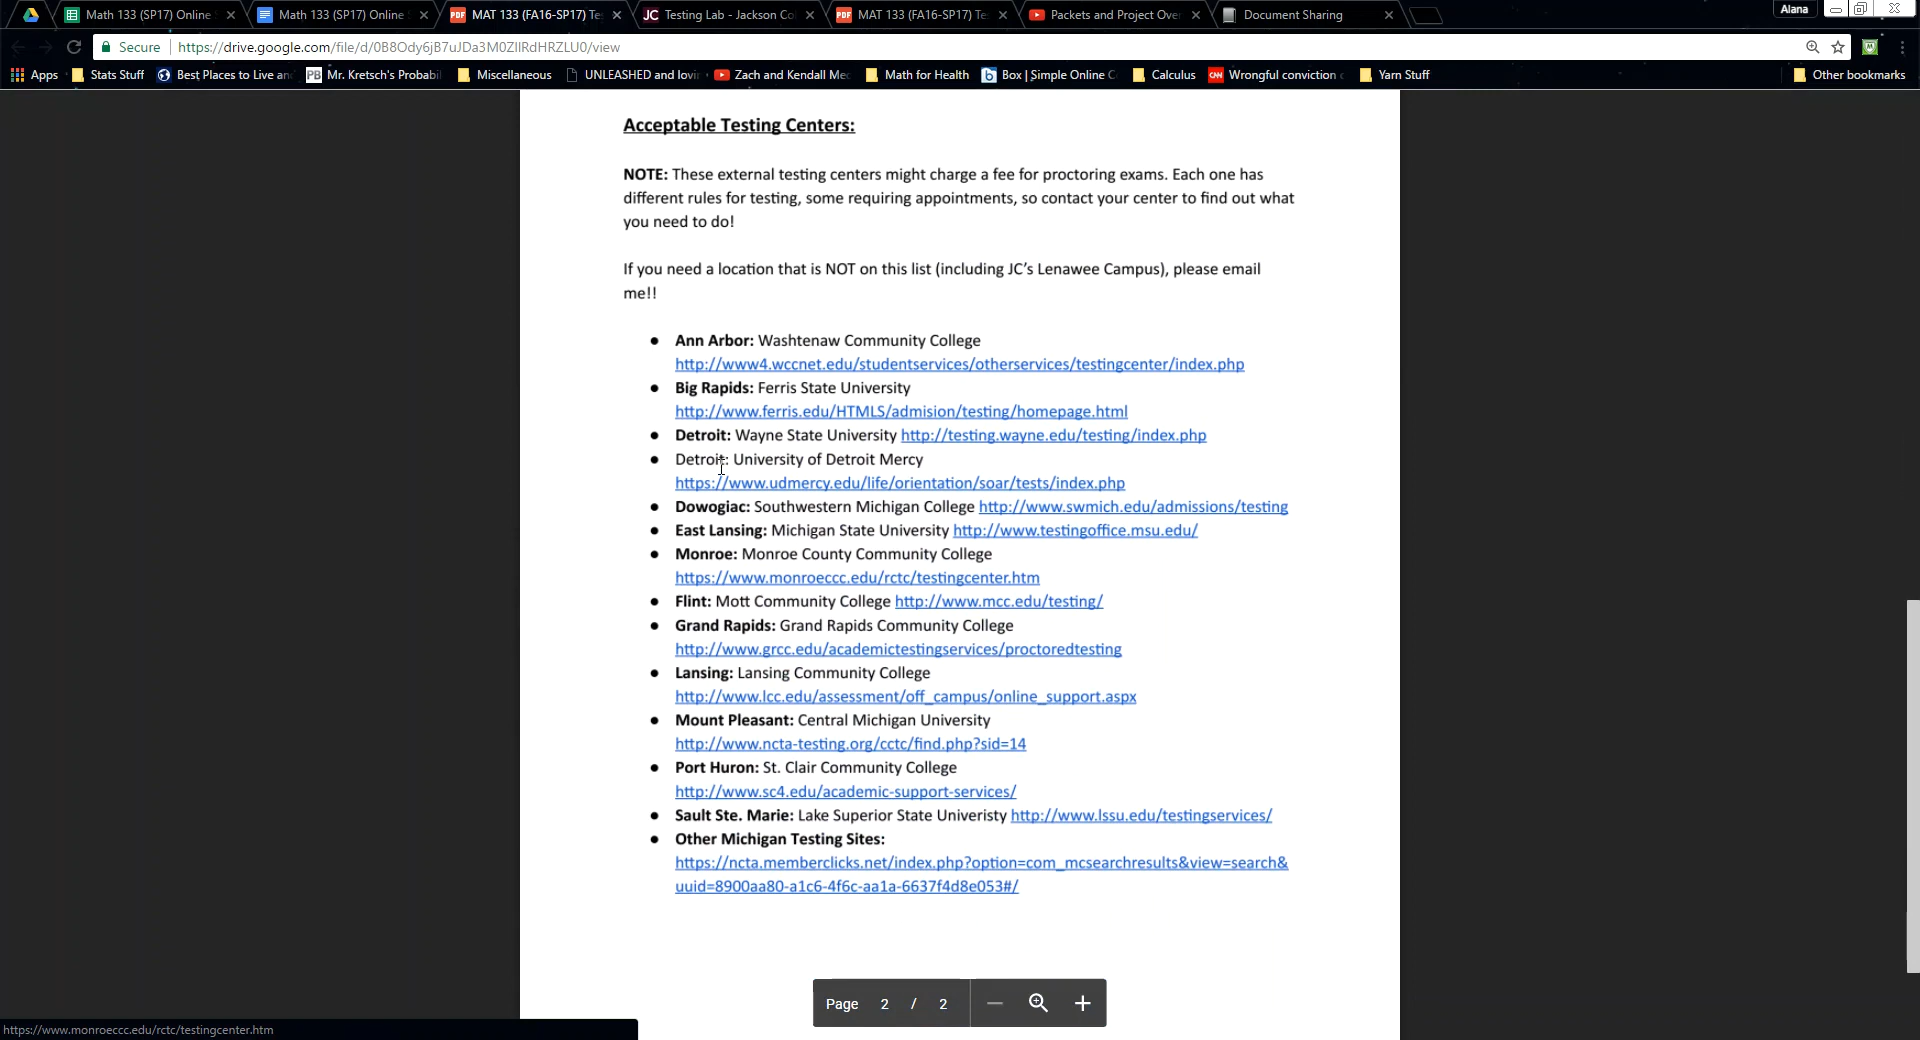 Math 133 (SP17) Online
Math 133 (SP17) Online
MAT 133 (FA16-SP17) Te
Testing Lab - Jackson Co
MAT 133 (FA16-SP17) Te
Packets and Project Over
Document Sharing
Alana
Secure
https://drive.google.com/file/d/0B8Ody6jB7uJDa3M0ZllRdHRZLU0/view
Apps
Stats Stuff
Best Places to Live an
Mr. Kretsch's Probabil
Miscellaneous
UNLEASHED and lovi
Zach and Kendall Me
Math for Health
Box | Simple Online C
Calculus
Wrongful conviction
Yarn Stuff
Other bookmarks
Acceptable Testing Centers:
NOTE: These external testing centers might charge a fee for proctoring exams. Each one has
different rules for testing, some requiring appointments, so contact your center to find out what
you need to do!
If you need a location that is NOT on this list (including JC's Lenawee Campus), please email
me!!
● Ann Arbor: Washtenaw Community College
http://www4.wccnet.edu/studentservices/otherservices/testingcenter/index.php
● Big Rapids: Ferris State University
http://www.ferris.edu/HTMLS/admision/testing/homepage.html
● Detroit: Wayne State University http://testing.wayne.edu/testing/index.php
● Detroit: University of Detroit Mercy
https://www.udmercy.edu/life/orientation/soar/tests/index.php
● Dowogiac: Southwestern Michigan College http://www.swmich.edu/admissions/testing
● East Lansing: Michigan State University http://www.testingoffice.msu.edu/
● Monroe: Monroe County Community College
https://www.monroeccc.edu/rctc/testingcenter.htm
● Flint: Mott Community College http://www.mcc.edu/testing/
● Grand Rapids: Grand Rapids Community College
http://www.grcc.edu/academictestingservices/proctoredtesting
● Lansing: Lansing Community College
http://www.lcc.edu/assessment/off_campus/online_support.aspx
● Mount Pleasant: Central Michigan University
http://www.ncta-testing.org/cctc/find.php?sid=14
● Port Huron: St. Clair Community College
http://www.sc4.edu/academic-support-services/
● Sault Ste. Marie: Lake Superior State Univeristy http://www.lssu.edu/testingservices/
● Other Michigan Testing Sites:
https://ncta.memberclicks.net/index.php?option=com_mcsearchresults&view=search&
uuid=8900aa80-a1c6-4f6c-aa1a-6637f4d8e053#/
Page 2 / 2
https://www.monroeccc.edu/rctc/testingcenter.htm